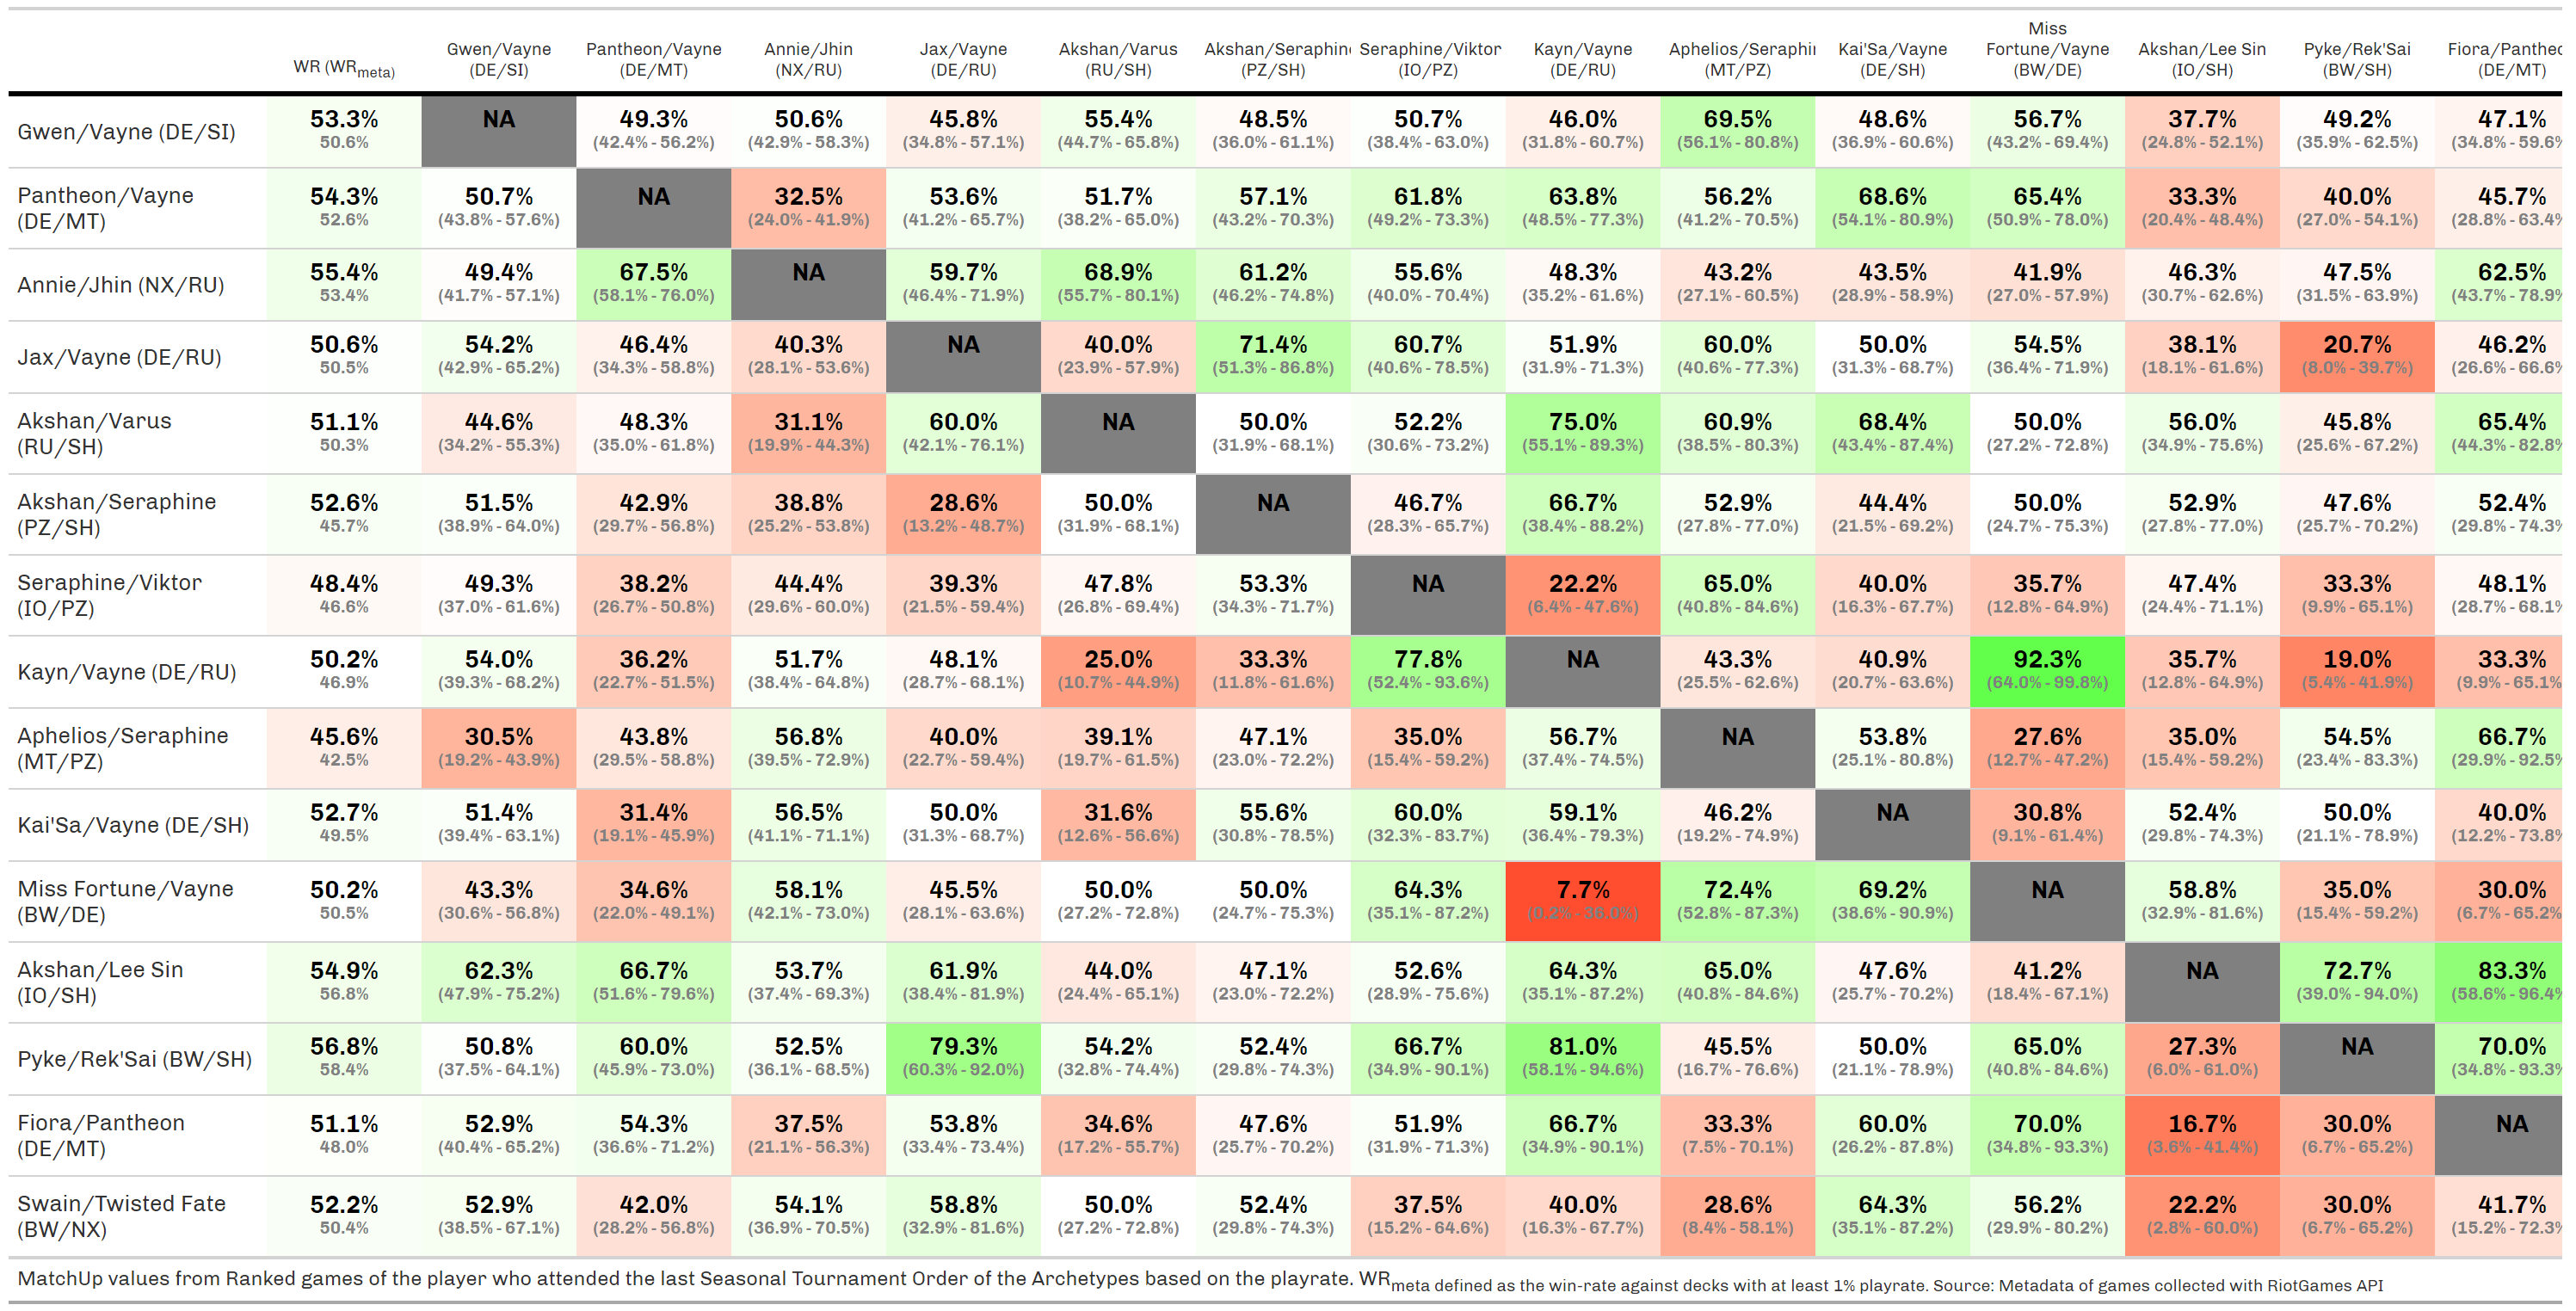 WR (WRmeta) Gwen/Vayne (DE/SI) Pantheon/Vayne (DE/MT) Annie/Jhin (NX/RU) Jax/Vayne (DE/RU) Akshan/Varus (RU/SH) Akshan/Seraphin (PZ/SH) Seraphine/Viktor (IO/PZ) Kayn/Vayne (DE/RU) Aphelios/Seraphi (MT/PZ) Kai'Sa/Vayne (DE/SH) Miss Fortune/Vayne (BW/DE) Akshan/Lee Sin (IO/SH) Pyke/Rek'Sai (BW/SH) Fiora/Pantheo (DE/MT)
Gwen/Vayne (DE/SI) 53.3% NA 49.3% 50.6% 45.8% 55.4% 48.5% 50.7% 46.0% 69.5% 48.6% 56.7% 37.7% 49.2% 47.1%
50.6% (42.4% - 56.2%) (42.9% - 58.3%) (34.8% - 57.1%) (44.7% - 65.8%) (36.0% - 61.1%) (38.4% - 63.0%) (31.8% - 60.7%) (56.1% - 80.8%) (36.9% - 60.6%) (43.2% - 69.4%) (24.8% - 52.1%) (35.9% - 62.5%) (34.8% - 59.6%
Pantheon/Vayne 54.3% 50.7% NA 32.5% 53.6% 51.7% 57.1% 61.8% 63.8% 56.2% 68.6% 65.4% 33.3% 40.0% 45.7%
(DE/MT) 52.6% (43.8% - 57.6%) (24.0% - 41.9%) (41.2% - 65.7%) (38.2% - 65.0%) (43.2% - 70.3%) (49.2% - 73.3%) (48.5% - 77.3%) (41.2% - 70.5%) (54.1% - 80.9%) (50.9% - 78.0%) (20.4% - 48.4%) (27.0% - 54.1%) (28.8% - 63.4%
Annie/Jhin (NX/RU) 55.4% 49.4% 67.5% NA 59.7% 68.9% 61.2% 55.6% 48.3% 43.2% 43.5% 41.9% 46.3% 47.5% 62.5%
53.4% (41.7% - 57.1%) (58.1% - 76.0%) (46.4% - 71.9%) (55.7% - 80.1%) (46.2% - 74.8%) (40.0% - 70.4%) (35.2% - 61.6%) (27.1% - 60.5%) (28.9% - 58.9%) (27.0% - 57.9%) (30.7% - 62.6%) (31.5% - 63.9%) (43.7% - 78.9%
Jax/Vayne (DE/RU) 50.6% 54.2% 46.4% 40.3% NA 40.0% 71.4% 60.7% 51.9% 60.0% 50.0% 54.5% 38.1% 20.7% 46.2%
50.5% (42.9% - 65.2%) (34.3% - 58.8%) (28.1% - 53.6%) (23.9% - 57.9%) (51.3% - 86.8%) (40.6% - 78.5%) (31.9% - 71.3%) (40.6% - 77.3%) (31.3% - 68.7%) (36.4% - 71.9%) (18.1% - 61.6%) (8.0% - 39.7%) (26.6% - 66.6%
Akshan/Varus 51.1% 44.6% 48.3% 31.1% 60.0% NA 50.0% 52.2% 75.0% 60.9% 68.4% 50.0% 56.0% 45.8% 65.4%
(RU/SH) 50.3% (34.2% - 55.3%) (35.0% - 61.8%) (19.9% - 44.3%) (42.1% - 76.1%) (31.9% - 68.1%) (30.6% - 73.2%) (55.1% - 89.3%) (38.5% - 80.3%) (43.4% - 87.4%) (27.2% - 72.8%) (34.9% - 75.6%) (25.6% - 67.2%) (44.3% - 82.8%
Akshan/Seraphine 52.6% 51.5% 42.9% 38.8% 28.6% 50.0% NA 46.7% 66.7% 52.9% 44.4% 50.0% 52.9% 47.6% 52.4%
(PZ/SH) 45.7% (38.9% - 64.0%) (29.7% - 56.8%) (25.2% - 53.8%) (13.2% - 48.7%) (31.9% - 68.1%) (28.3% - 65.7%) (38.4% - 88.2%) (27.8% - 77.0%) (21.5% - 69.2%) (24.7% - 75.3%) (27.8% - 77.0%) (25.7% - 70.2%) (29.8% - 74.3%
Seraphine/Viktor 48.4% 49.3% 38.2% 44.4% 39.3% 47.8% 53.3% NA 22.2% 65.0% 40.0% 35.7% 47.4% 33.3% 48.1%
(IO/PZ) 46.6% (37.0% - 61.6%) (26.7% - 50.8%) (29.6% - 60.0%) (21.5% - 59.4%) (26.8% - 69.4%) (34.3% - 71.7%) (6.4% - 47.6%) (40.8% - 84.6%) (16.3% - 67.7%) (12.8% - 64.9%) (24.4% - 71.1%) (9.9% - 65.1%) (28.7% - 68.1%
Kayn/Vayne (DE/RU) 50.2% 54.0% 36.2% 51.7% 48.1% 25.0% 33.3% 77.8% NA 43.3% 40.9% 92.3% 35.7% 19.0% 33.3%
46.9% (39.3% - 68.2%) (22.7% - 51.5%) (38.4% - 64.8%) (28.7% - 68.1%) (10.7% - 44.9%) (11.8% - 61.6%) (52.4% - 93.6%) (25.5% - 62.6%) (20.7% - 63.6%) (64.0% - 99.8%) (12.8% - 64.9%) (5.4% - 41.9%) (9.9% - 65.1%
Aphelios/Seraphine 45.6% 30.5% 43.8% 56.8% 40.0% 39.1% 47.1% 35.0% 56.7% NA 53.8% 27.6% 35.0% 54.5% 66.7%
(MT/PZ) 42.5% (19.2% - 43.9%) (29.5% - 58.8%) (39.5% - 72.9%) (22.7% - 59.4%) (19.7% - 61.5%) (23.0% - 72.2%) (15.4% - 59.2%) (37.4% - 74.5%) (25.1% - 80.8%) (12.7% - 47.2%) (15.4% - 59.2%) (23.4% - 83.3%) (29.9% - 92.5%
Kai'Sa/Vayne (DE/SH) 52.7% 51.4% 31.4% 56.5% 50.0% 31.6% 55.6% 60.0% 59.1% 46.2% NA 30.8% 52.4% 50.0% 40.0%
49.5% (39.4% - 63.1%) (19.1% - 45.9%) (41.1% - 71.1%) (31.3% - 68.7%) (12.6% - 56.6%) (30.8% - 78.5%) (32.3% - 83.7%) (36.4% - 79.3%) (19.2% - 74.9%) (9.1% - 61.4%) (29.8% - 74.3%) (21.1% - 78.9%) (12.2% - 73.8%
Miss Fortune/Vayne 50.2% 43.3% 34.6% 58.1% 45.5% 50.0% 50.0% 64.3% 7.7% 72.4% 69.2% NA 58.8% 35.0% 30.0%
(BW/DE) 50.5% (30.6% - 56.8%) (22.0% - 49.1%) (42.1% - 73.0%) (28.1% - 63.6%) (27.2% - 72.8%) (24.7% - 75.3%) (35.1% - 87.2%) (0.2% - 36.0%) (52.8% - 87.3%) (38.6% - 90.9%) (32.9% - 81.6%) (15.4% - 59.2%) (6.7% - 65.2%
Akshan/Lee Sin 54.9% 62.3% 66.7% 53.7% 61.9% 44.0% 47.1% 52.6% 64.3% 65.0% 47.6% 41.2% NA 72.7% 83.3%
(IO/SH) 56.8% (47.9% - 75.2%) (51.6% - 79.6%) (37.4% - 69.3%) (38.4% - 81.9%) (24.4% - 65.1%) (23.0% - 72.2%) (28.9% - 75.6%) (35.1% - 87.2%) (40.8% - 84.6%) (25.7% - 70.2%) (18.4% - 67.1%) (39.0% - 94.0%) (58.6% - 96.4%
Pyke/Rek'Sai (BW/SH) 56.8% 50.8% 60.0% 52.5% 79.3% 54.2% 52.4% 66.7% 81.0% 45.5% 50.0% 65.0% 27.3% NA 70.0%
58.4% (37.5% - 64.1%) (45.9% - 73.0%) (36.1% - 68.5%) (60.3% - 92.0%) (32.8% - 74.4%) (29.8% - 74.3%) (34.9% - 90.1%) (58.1% - 94.6%) (16.7% - 76.6%) (21.1% - 78.9%) (40.8% - 84.6%) (6.0% - 61.0%) (34.8% - 93.3%
Fiora/Pantheon 51.1% 52.9% 54.3% 37.5% 53.8% 34.6% 47.6% 51.9% 66.7% 33.3% 60.0% 70.0% 16.7% 30.0% NA
(DE/MT) 48.0% (40.4% - 65.2%) (36.6% - 71.2%) (21.1% - 56.3%) (33.4% - 73.4%) (17.2% - 55.7%) (25.7% - 70.2%) (31.9% - 71.3%) (34.9% - 90.1%) (7.5% - 70.1%) (26.2% - 87.8%) (34.8% - 93.3%) (3.6% - 41.4%) (6.7% - 65.2%)
Swain/Twisted Fate 52.2% 52.9% 42.0% 54.1% 58.8% 50.0% 52.4% 37.5% 40.0% 28.6% 64.3% 56.2% 22.2% 30.0% 41.7%
(BW/NX) 50.4% (38.5% - 67.1%) (28.2% - 56.8%) (36.9% - 70.5%) (32.9% - 81.6%) (27.2% - 72.8%) (29.8% - 74.3%) (15.2% - 64.6%) (16.3% - 67.7%) (8.4% - 58.1%) (35.1% - 87.2%) (29.9% - 80.2%) (2.8% - 60.0%) (6.7% - 65.2%) (15.2% - 72.3%
MatchUp values from Ranked games of the player who attended the last Seasonal Tournament Order of the Archetypes based on the playrate. WRmeta defined as the win-rate against decks with at least 1% playrate. Source: Metadata of games collected with RiotGames API